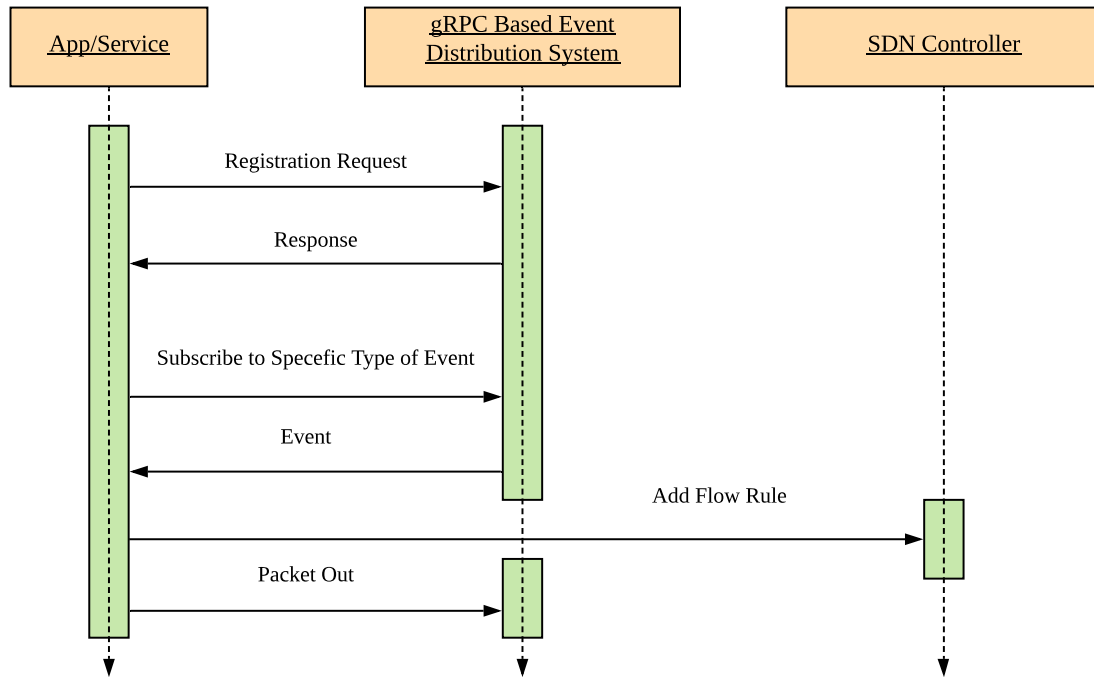 App/Service
gRPC Based Event
Distribution System
SDN Controller
Registration Request
Response
Subscribe to Specefic Type of Event
Event
Add Flow Rule
Packet Out